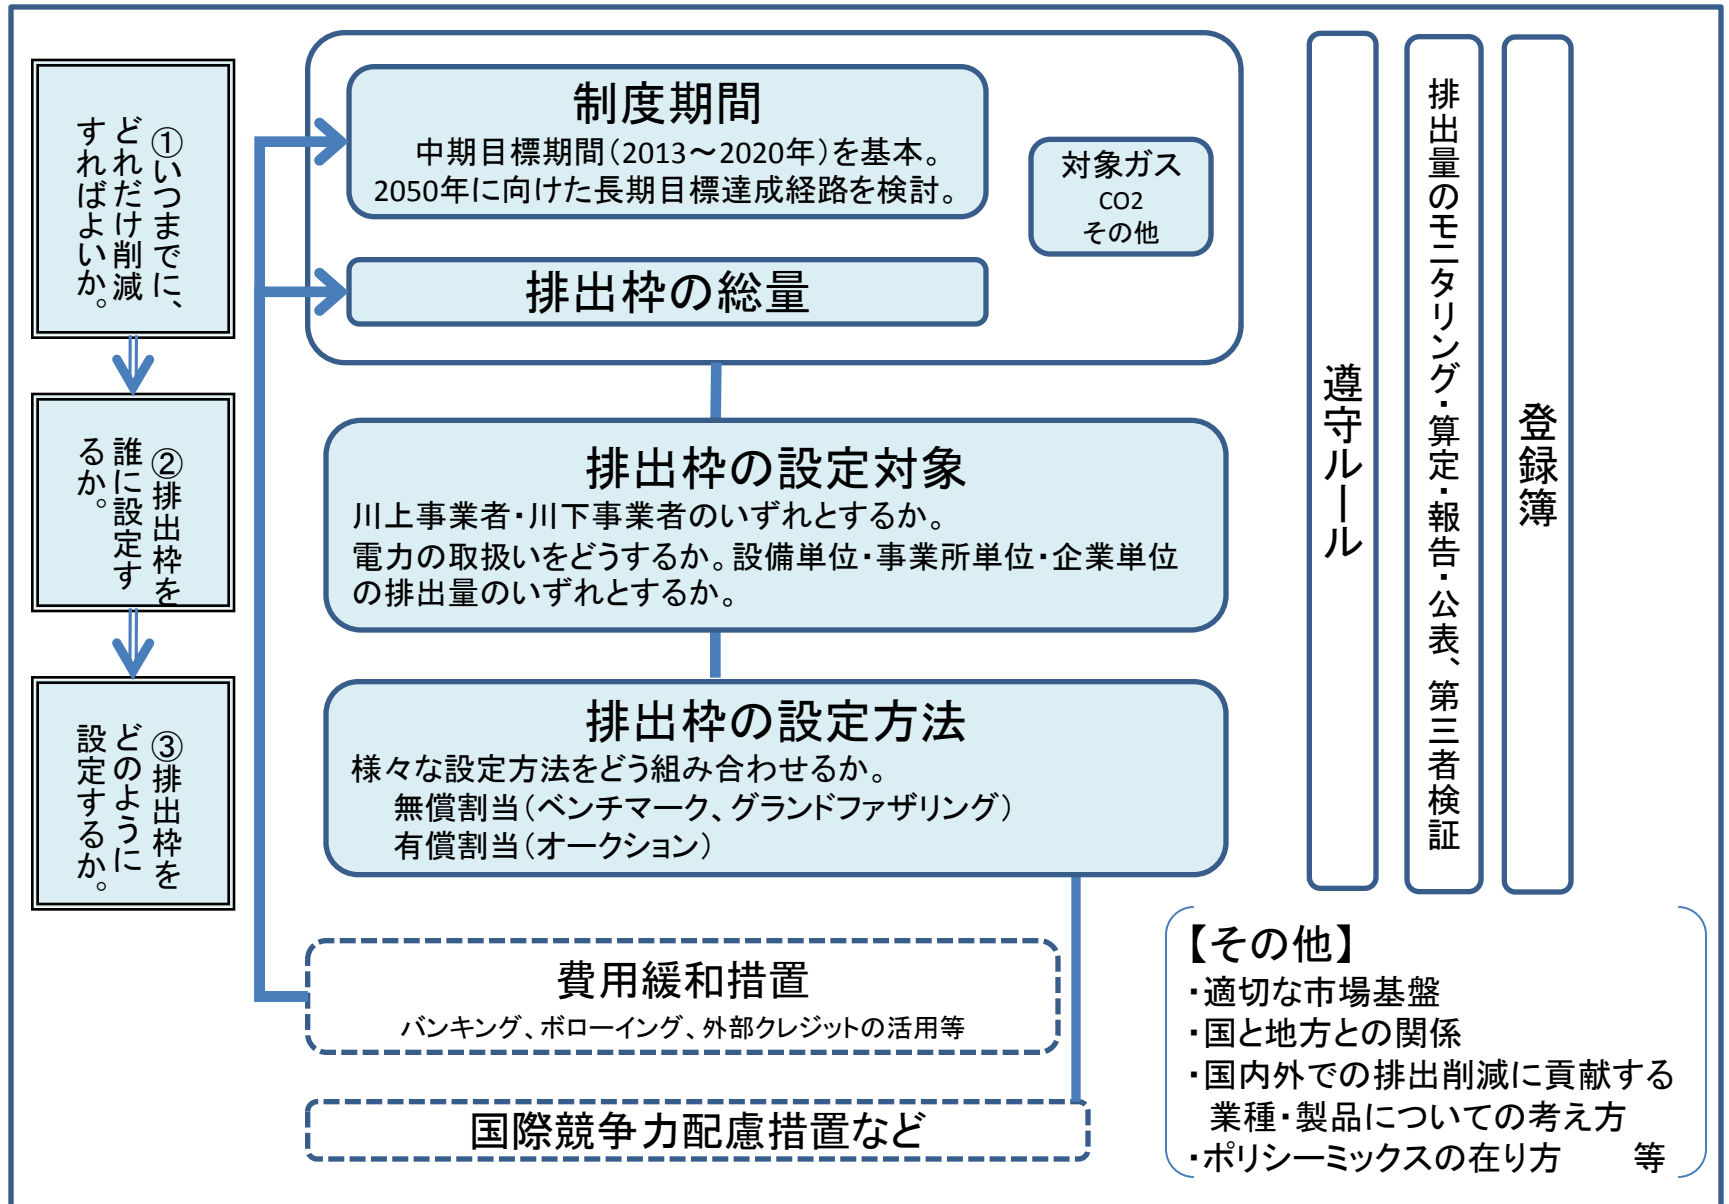 ①いつまでに、
どれだけ削減
すればよいか。
②排出枠を
誰に設定す
るか。
③排出枠を
どのように
設定するか。
制度期間
中期目標期間（2013～2020年）を基本。
2050年に向けた長期目標達成経路を検討。
対象ガス
CO2
その他
排出枠の総量
排出枠の設定対象
川上事業者・川下事業者のいずれとするか。
電力の取扱いをどうするか。設備単位・事業所単位・企業単位
の排出量のいずれとするか。
排出枠の設定方法
様々な設定方法をどう組み合わせるか。
無償割当（ベンチマーク、グランドファザリング）
有償割当（オークション）
費用緩和措置
バンキング、ボローイング、外部クレジットの活用等
国際競争力配慮措置など
遵守ルール
排出量のモニタリング・算定・報告・公表、第三者検証
登録簿
【その他】
・適切な市場基盤
・国と地方との関係
・国内外での排出削減に貢献する
業種・製品についての考え方
・ポリシーミックスの在り方　　等